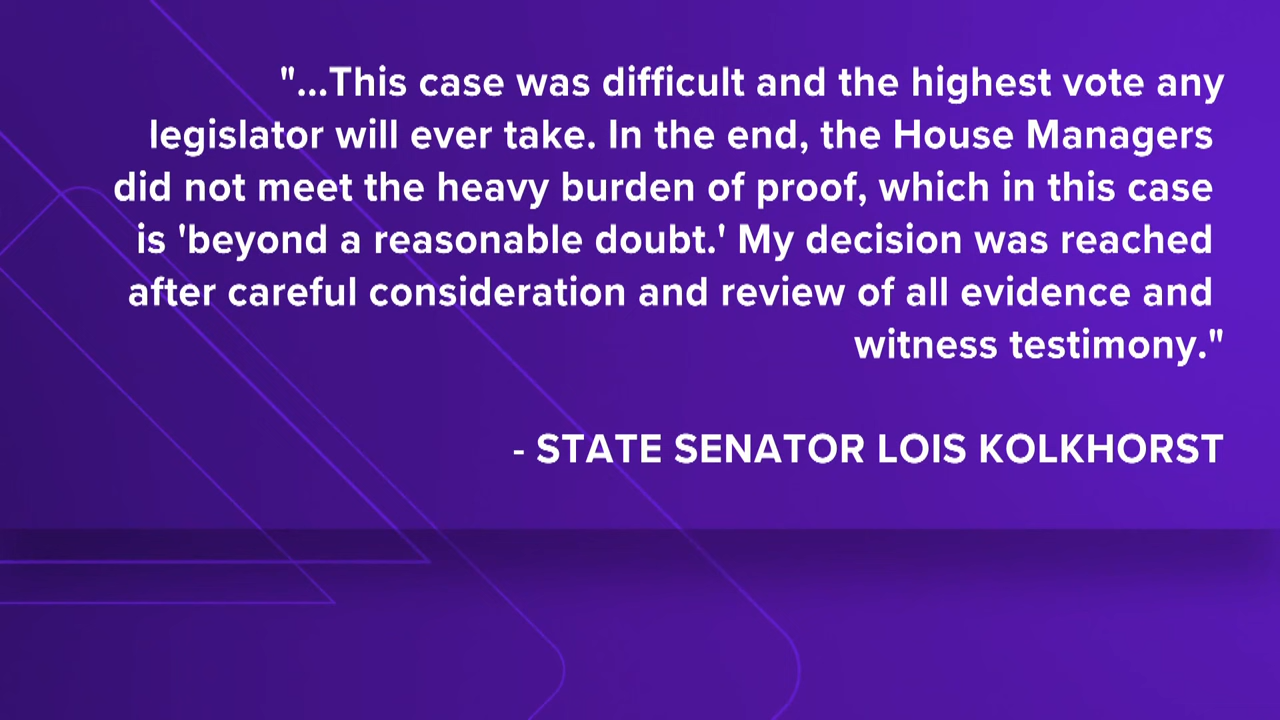 "...This case was difficult and the highest vote any
legislator will ever take. In the end, the House Managers
did not meet the heavy burden of proof, which in this case
is 'beyond a reasonable doubt.' My decision was reached
after careful consideration and review of all evidence and
witness testimony."
- STATE SENATOR LOIS KOLKHORST